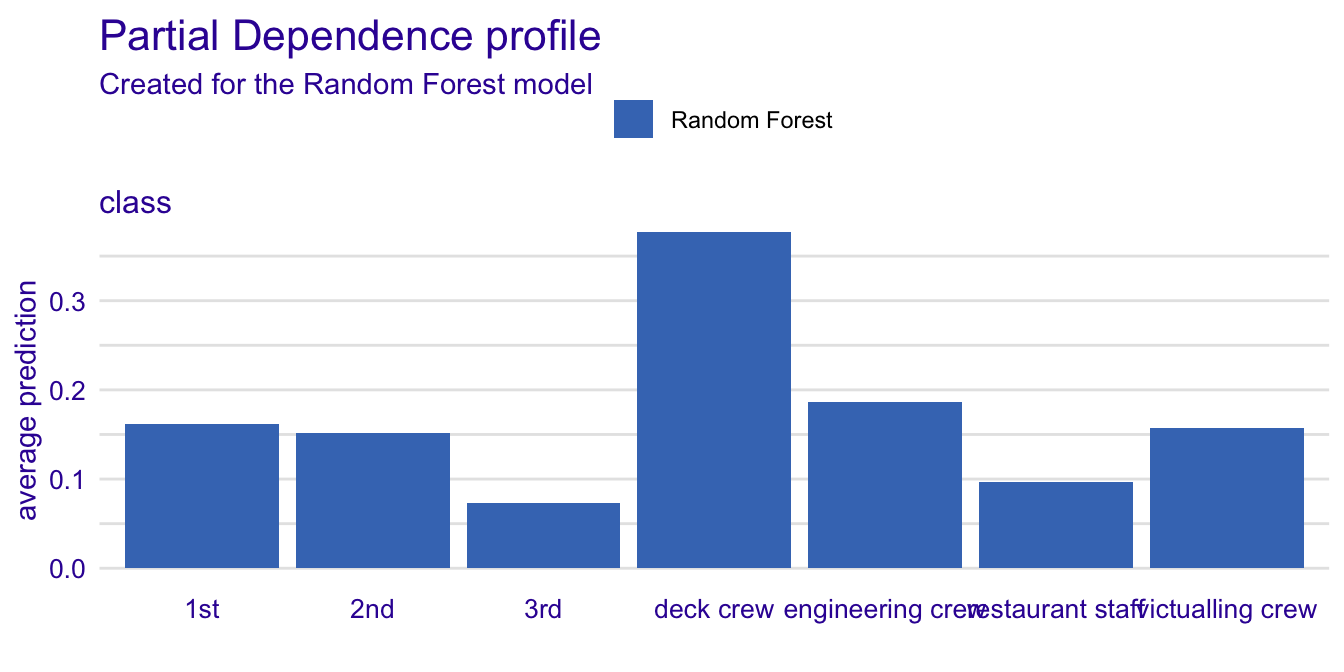 Partial Dependence profile
Created for the Random Forest model
Random Forest
class
average prediction
0.3
0.2
0.1
0.0
1st 2nd 3rd deck crew engineering crew restaurant staff victualling crew